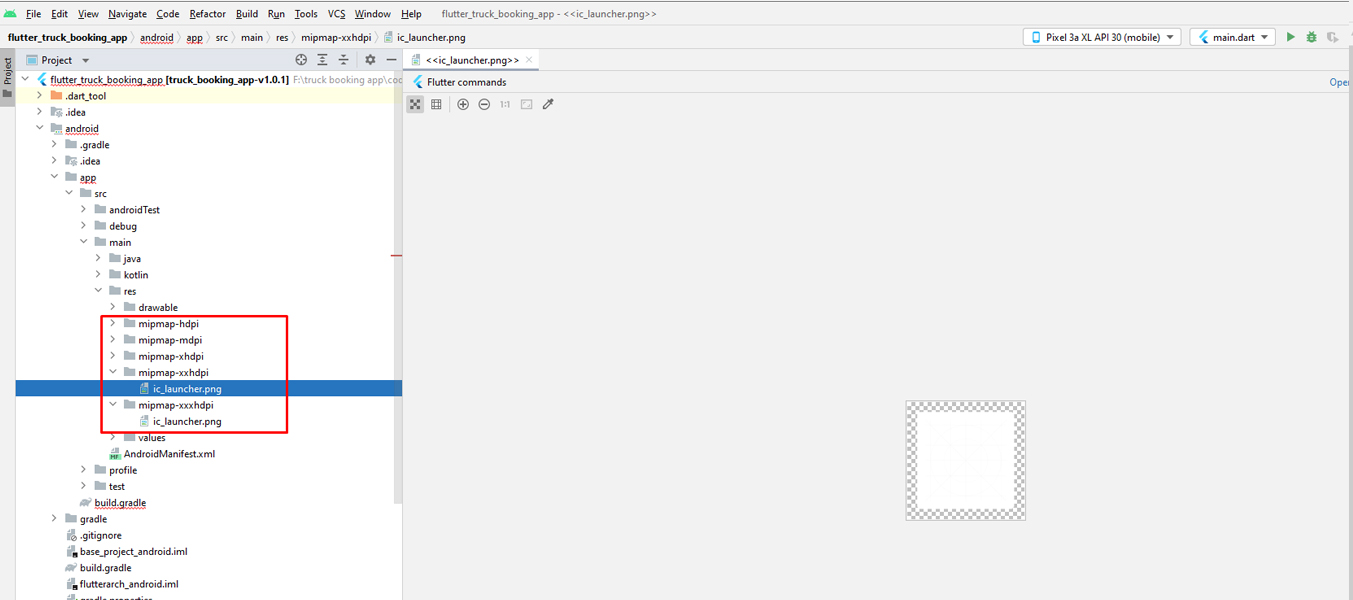 File Edit View Navigate Code Refactor Build Run Tools VCS Window Help flutter_truck_booking_app - <<ic_launcher.png>>
flutter_truck_booking_app android app src main res mipmap-xxhdpi ic_launcher.png Pixel 3a XL API 30 (mobile) main.dart
Project
Project
<<ic_launcher.png>>
flutter_truck_booking_app [truck_booking_app-v1.0.1] F:\truck booking app\coc
Flutter commands
Open
.dart_tool
1:1
.idea
android
.gradle
.idea
app
src
androidTest
debug
main
java
kotlin
res
drawable
mipmap-hdpi
mipmap-mdpi
mipmap-xhdpi
mipmap-xxhdpi
ic_launcher.png
mipmap-xxxhdpi
ic_launcher.png
values
MF AndroidManifest.xml
profile
test
build.gradle
gradle
.gitignore
base_project_android.iml
build.gradle
flutterarch_android.iml
gradle.properties